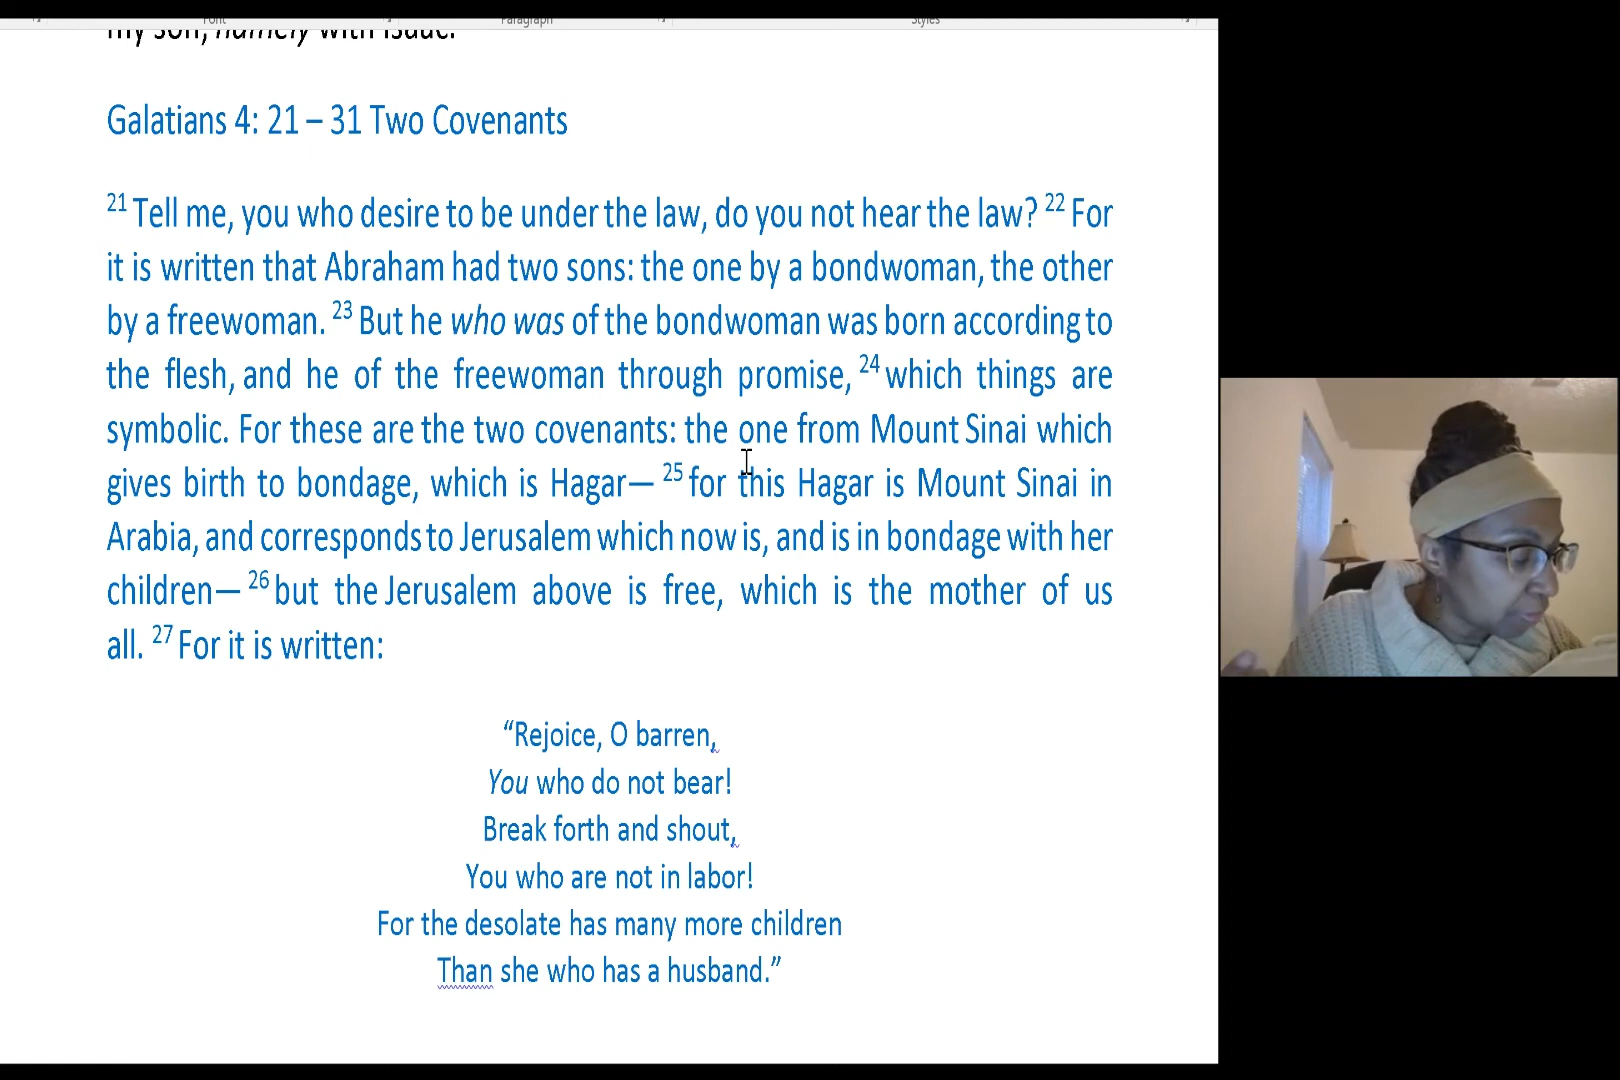 Font Paragraph Styles
my son, namely with Isaac.
Galatians 4: 21 – 31 Two Covenants
21 Tell me, you who desire to be under the law, do you not hear the law? 22 For
it is written that Abraham had two sons: the one by a bondwoman, the other
by a freewoman. 23 But he who was of the bondwoman was born according to
the flesh, and he of the freewoman through promise, 24 which things are
symbolic. For these are the two covenants: the one from Mount Sinai which
gives birth to bondage, which is Hagar— 25 for this Hagar is Mount Sinai in
Arabia, and corresponds to Jerusalem which now is, and is in bondage with her
children— 26 but the Jerusalem above is free, which is the mother of us
all. 27 For it is written:
“Rejoice, O barren,
You who do not bear!
Break forth and shout,
You who are not in labor!
For the desolate has many more children
Than she who has a husband.”